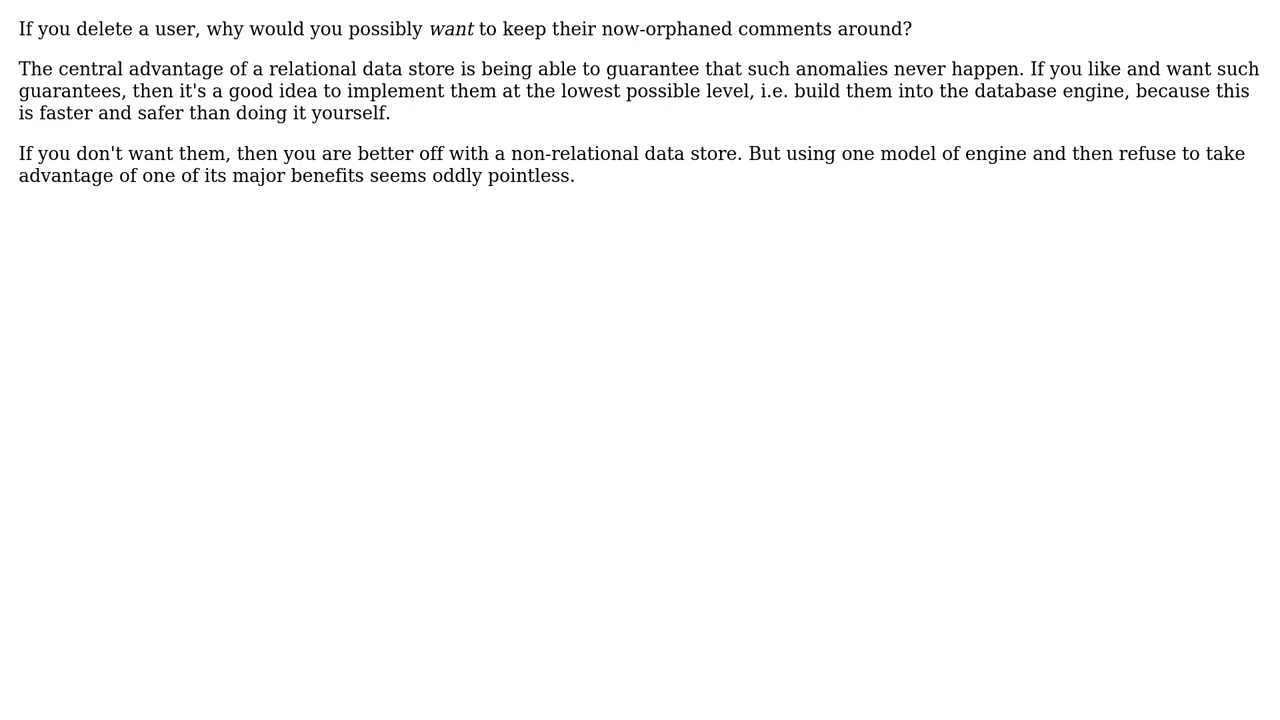 If you delete a user, why would you possibly want to keep their now-orphaned comments around?
The central advantage of a relational data store is being able to guarantee that such anomalies never happen. If you like and want such
guarantees, then it's a good idea to implement them at the lowest possible level, i.e. build them into the database engine, because this
is faster and safer than doing it yourself.
If you don't want them, then you are better off with a non-relational data store. But using one model of engine and then refuse to take
advantage of one of its major benefits seems oddly pointless.